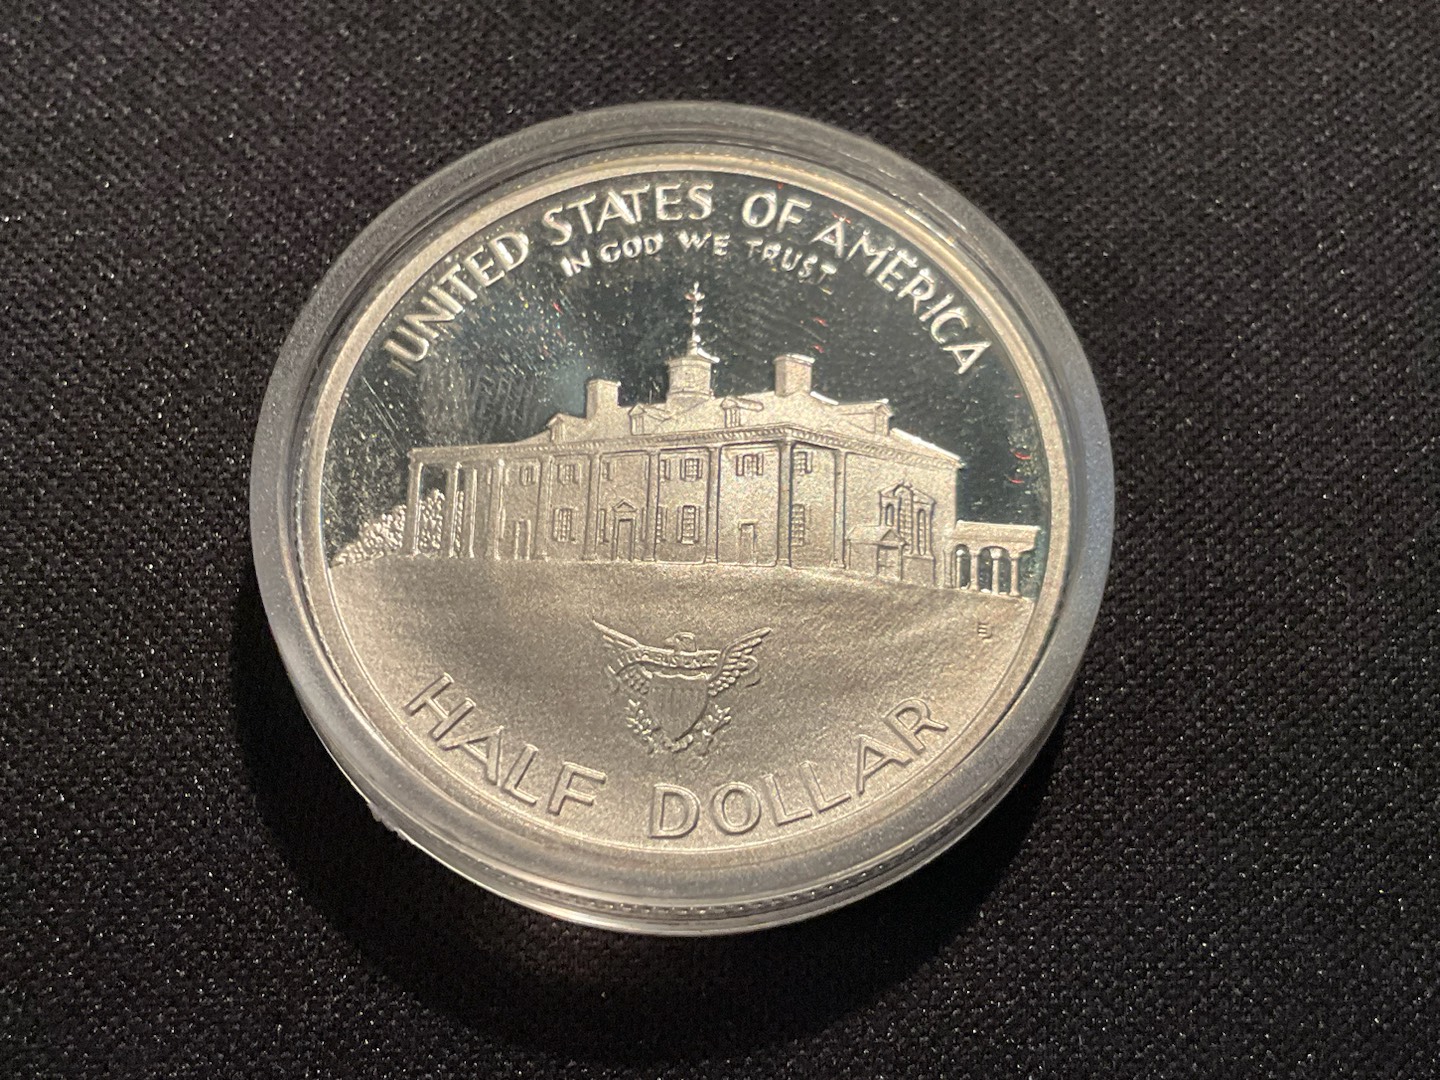 UNITED STATES OF AMERICA
IN GOD WE TRUST
HALF DOLLAR